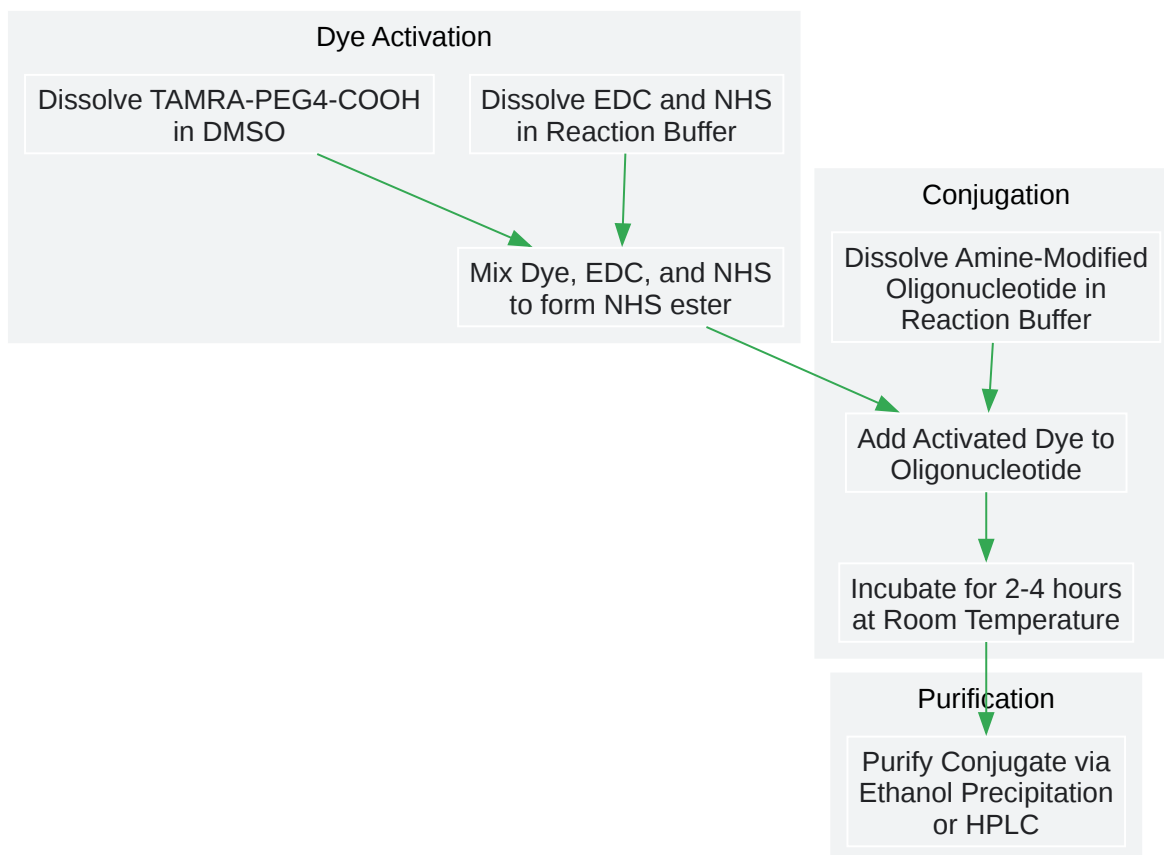 Dye Activation
Dissolve TAMRA-PEG4-COOH
in DMSO
Dissolve EDC and NHS
in Reaction Buffer
Mix Dye, EDC, and NHS
to form NHS ester
Conjugation
Dissolve Amine-Modified
Oligonucleotide in
Reaction Buffer
Add Activated Dye to
Oligonucleotide
Incubate for 2-4 hours
at Room Temperature
Purification
Purify Conjugate via
Ethanol Precipitation
or HPLC